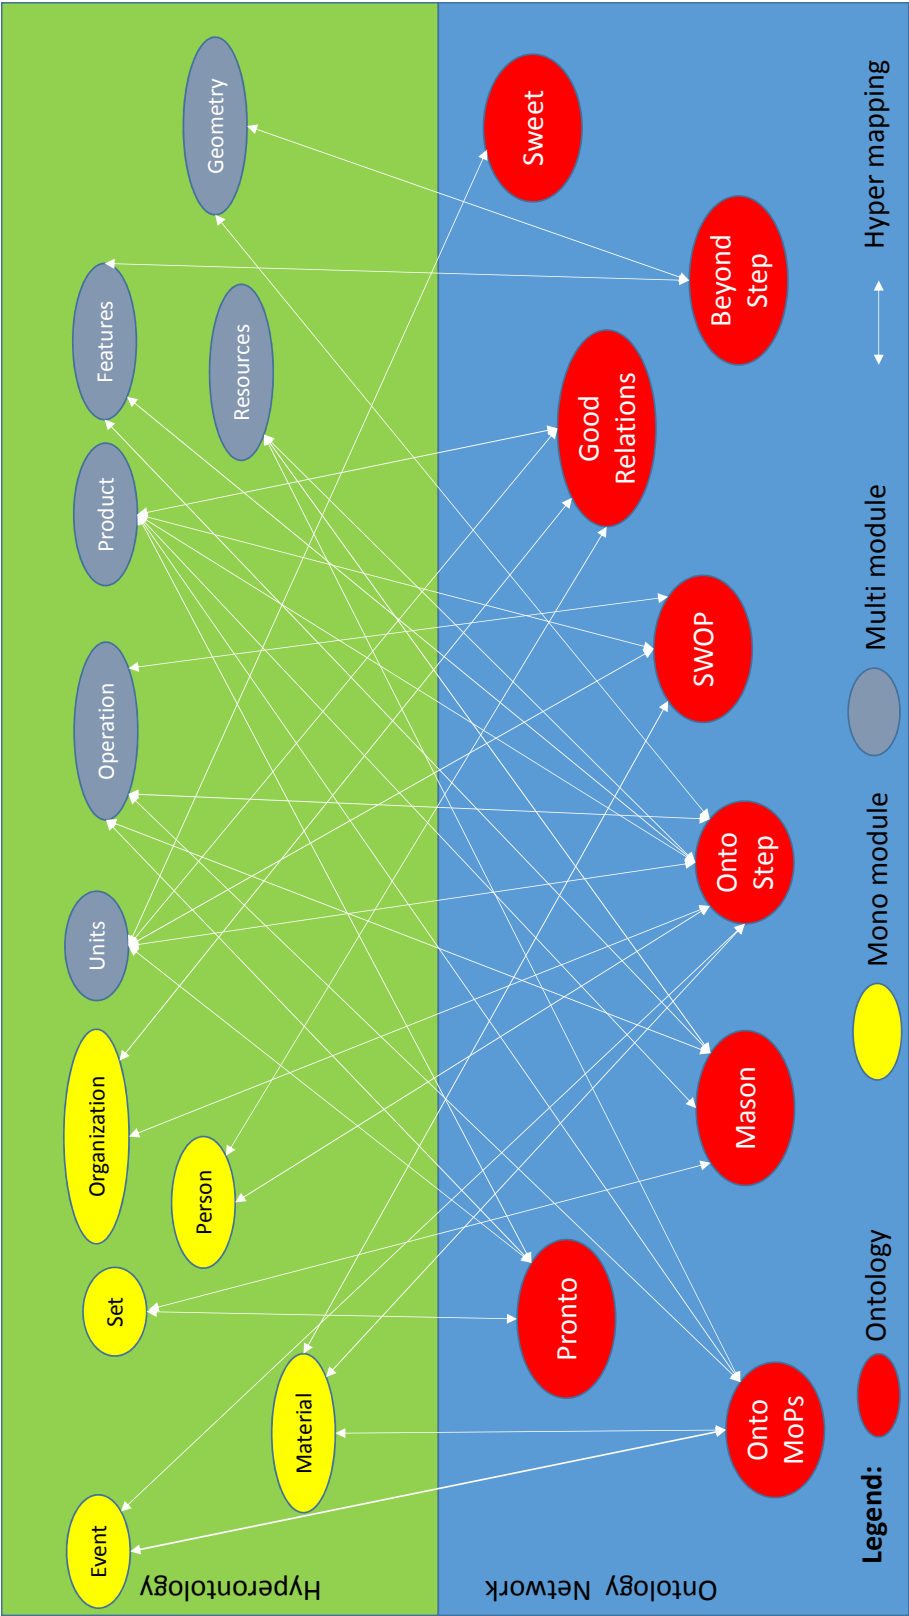 Hyperontology
Event
Set
Organization
Units
Operation
Product
Features
Material
Person
Resources
Geometry
Ontology Network
Onto
MoPs
Pronto
Mason
Onto
Step
SWOP
Good
Relations
Beyond
Step
Sweet
Legend:
Ontology
Mono module
Multi module
Hyper mapping